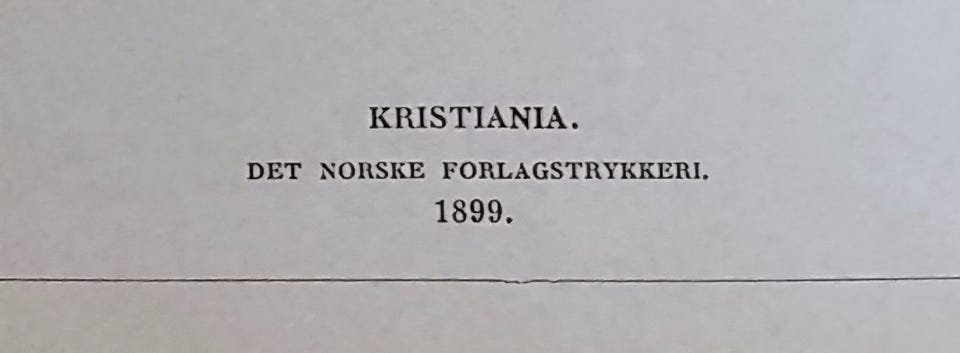 KRISTIANIA.
DET NORSKE FORLAGSTRYKKERI.
1899.